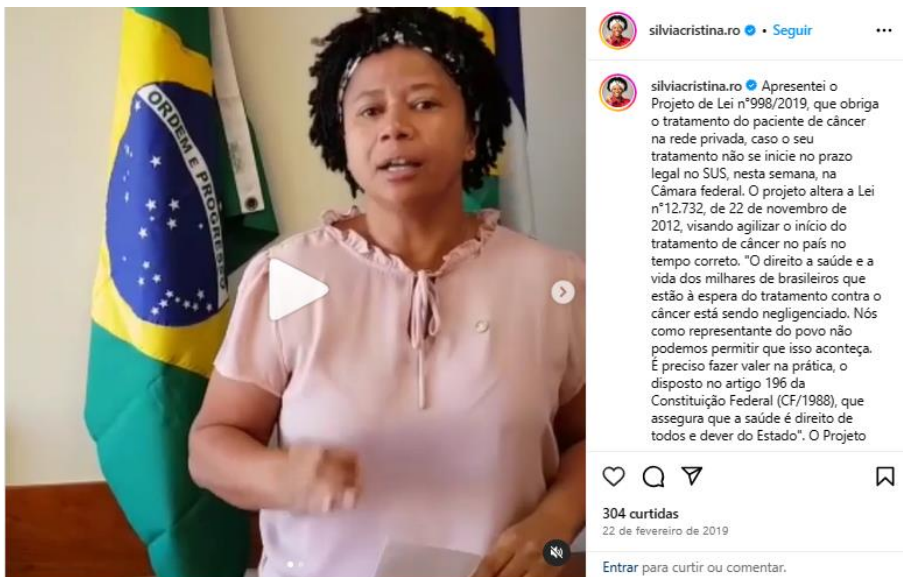 ORDEM E PROGRESSO
silviacristina.ro • Seguir
silviacristina.ro Apresentei o
Projeto de Lei n°998/2019, que obriga
o tratamento do paciente de câncer
na rede privada, caso o seu
tratamento não se inicie no prazo
legal no SUS, nesta semana, na
Câmara federal. O projeto altera a Lei
n°12.732, de 22 de novembro de
2012, visando agilizar o início do
tratamento de câncer no país no
tempo correto. "O direito a saúde e a
vida dos milhares de brasileiros que
estão à espera do tratamento contra o
câncer está sendo negligenciado. Nós
como representante do povo não
podemos permitir que isso aconteça.
É preciso fazer valer na prática, o
disposto no artigo 196 da
Constituição Federal (CF/1988), que
assegura que a saúde é direito de
todos e dever do Estado". O Projeto
304 curtidas
22 de fevereiro de 2019
Entrar para curtir ou comentar.